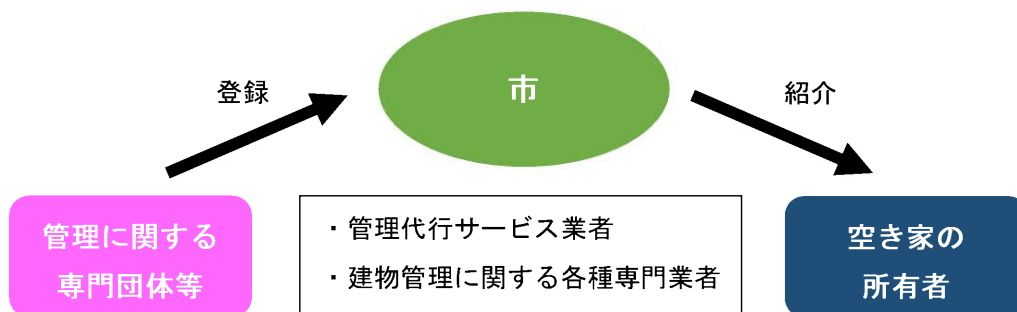 市
登録
紹介
管理に関する
専門団体等
・管理代行サービス業者
・建物管理に関する各種専門業者
空き家の
所有者